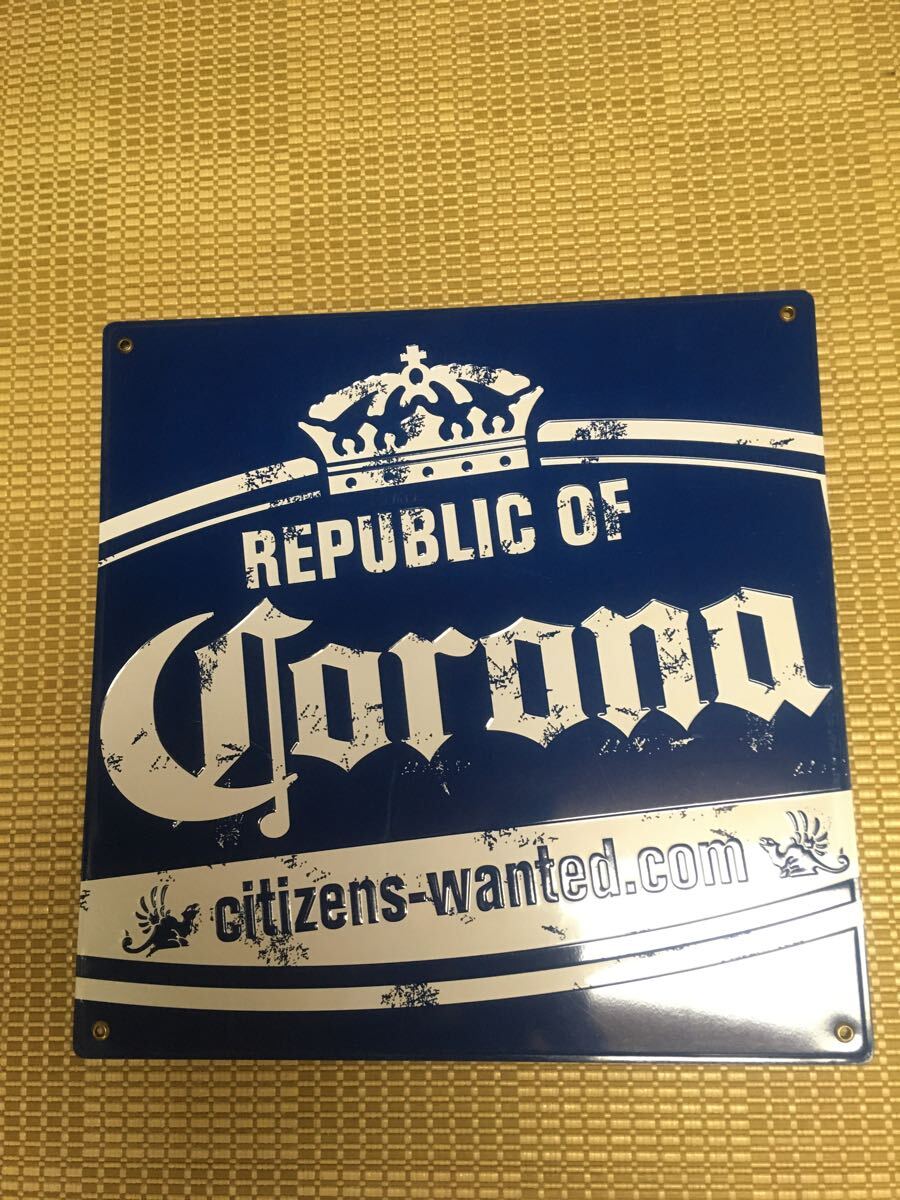 REPUBLIC OF
Corona
citizens-wanted.com